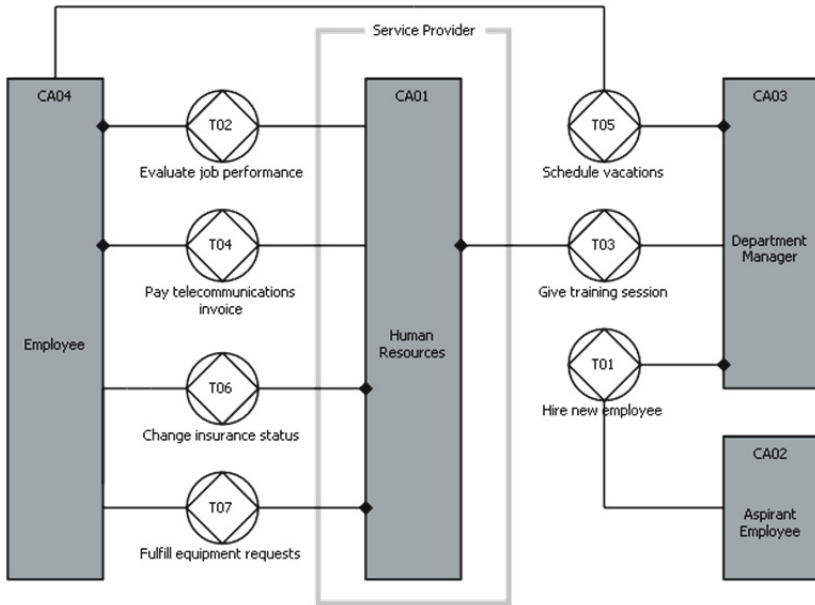 Service Provider
CA04
CA01
CA03
T02
T05
Evaluate job performance
Schedule vacations
T04
T03
Pay telecommunications
invoice
Give training session
Department
Manager
Employee
Human
Resources
T06
T01
Change insurance status
Hire new employee
CA02
T07
Aspirant
Employee
Fulfill equipment requests